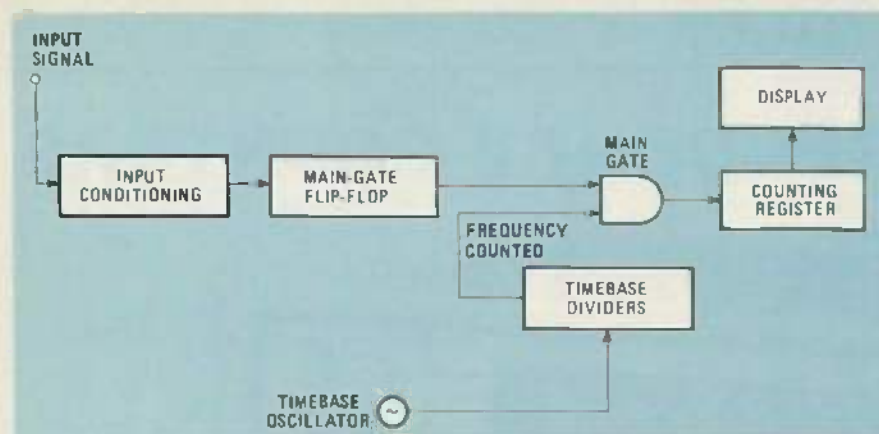 INPUT
SIGNAL
INPUT
CONDITIONING
MAIN-GATE
FLIP-FLOP
MAIN
GATE
DISPLAY
COUNTING
REGISTER
FREQUENCY
COUNTED
TIMEBASE
DIVIDERS
TIMEBASE
OSCILLATOR
~